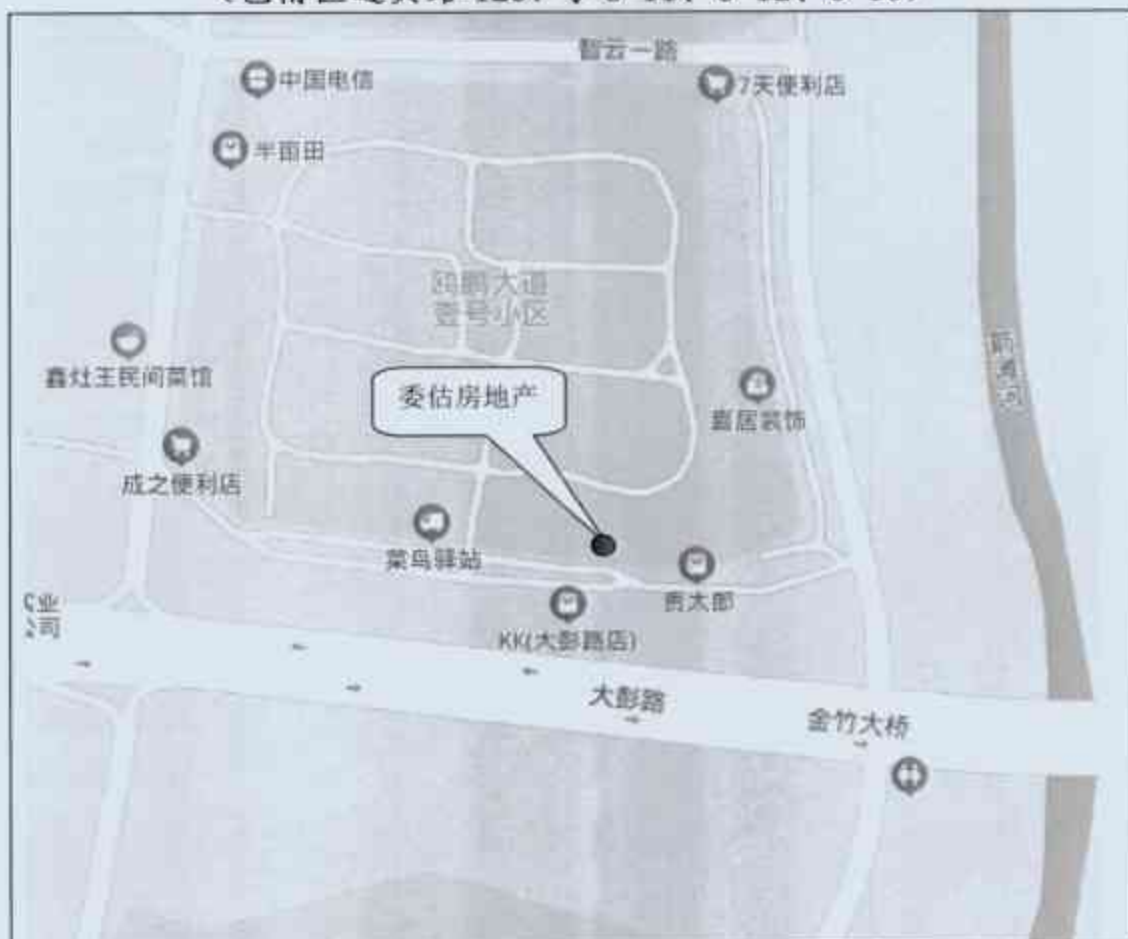 智云一路
中国电信
7天便利店
半亩田
鸥鹏大道
壹号小区
鑫灶王民间菜馆
委估房地产
喜居装饰
成之便利店
菜鸟驿站
贵太郎
KK(大彭路店)
大彭路
金竹大桥